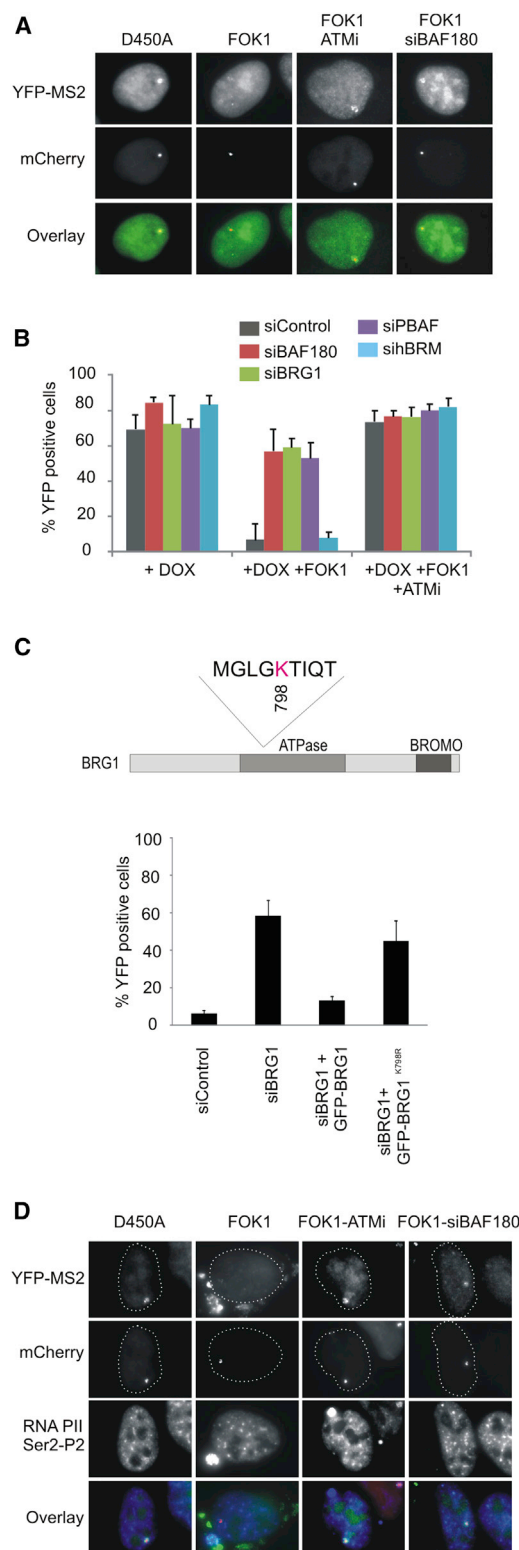 A
D450A
FOK1
FOK1
ATMi
FOK1
siBAF180
YFP-MS2
mCherry
Overlay
B
siControl
siBAF180
siBRG1
siPBAF
sihBRM
% YFP positive cells
100
80
60
40
20
0
+ DOX
+DOX +FOK1
+DOX +FOK1
+ATMi
C
MGLGKTIQT
798
BRG1
ATPase
BROMO
% YFP positive cells
100
80
60
40
20
0
siControl
siBRG1
siBRG1 +
GFP-BRG1
siBRG1+
GFP-BRG1 K798R
D
D450A
FOK1
FOK1-ATMi
FOK1-siBAF180
YFP-MS2
mCherry
RNA PII
Ser2-P2
Overlay